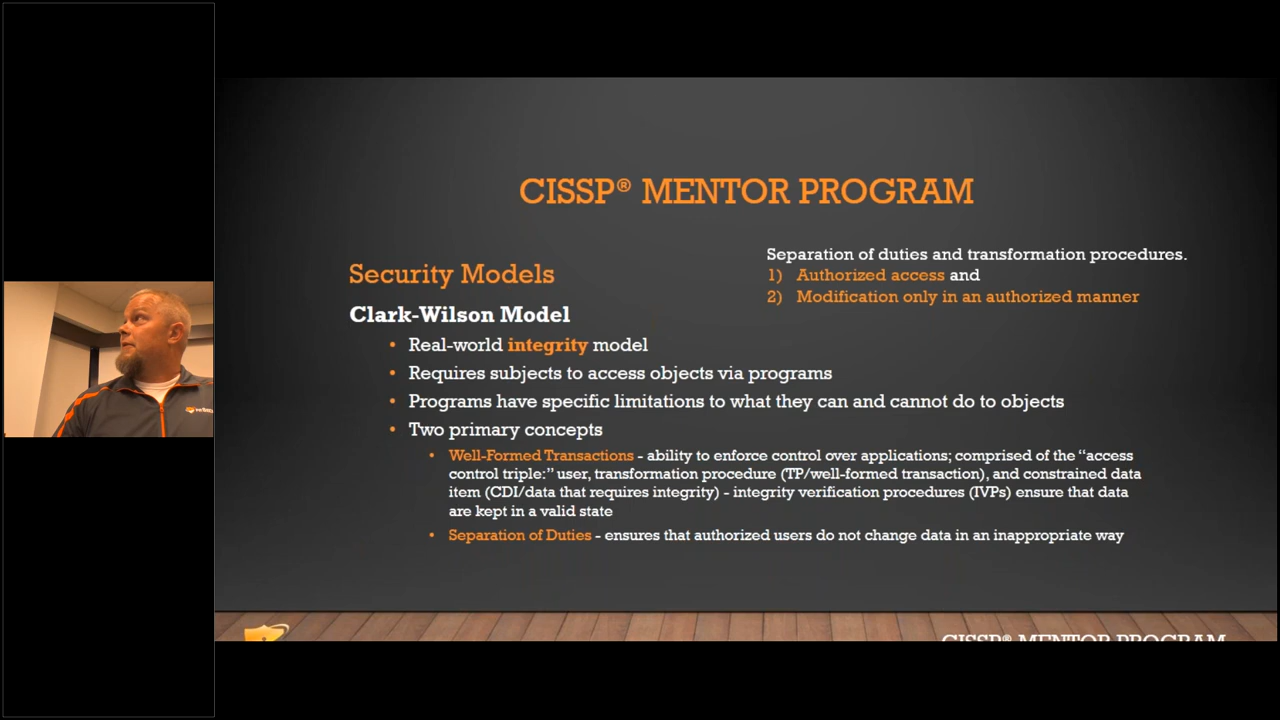 CISSP® MENTOR PROGRAM
Security Models
Separation of duties and transformation procedures.
1) Authorized access and
2) Modification only in an authorized manner
Clark-Wilson Model
• Real-world integrity model
• Requires subjects to access objects via programs
• Programs have specific limitations to what they can and cannot do to objects
• Two primary concepts
• Well-Formed Transactions - ability to enforce control over applications; comprised of the “access
control triple:” user, transformation procedure (TP/well-formed transaction), and constrained data
item (CDI/data that requires integrity) - integrity verification procedures (IVPs) ensure that data
are kept in a valid state
• Separation of Duties - ensures that authorized users do not change data in an inappropriate way
CISSP® MENTOR PROGRAM